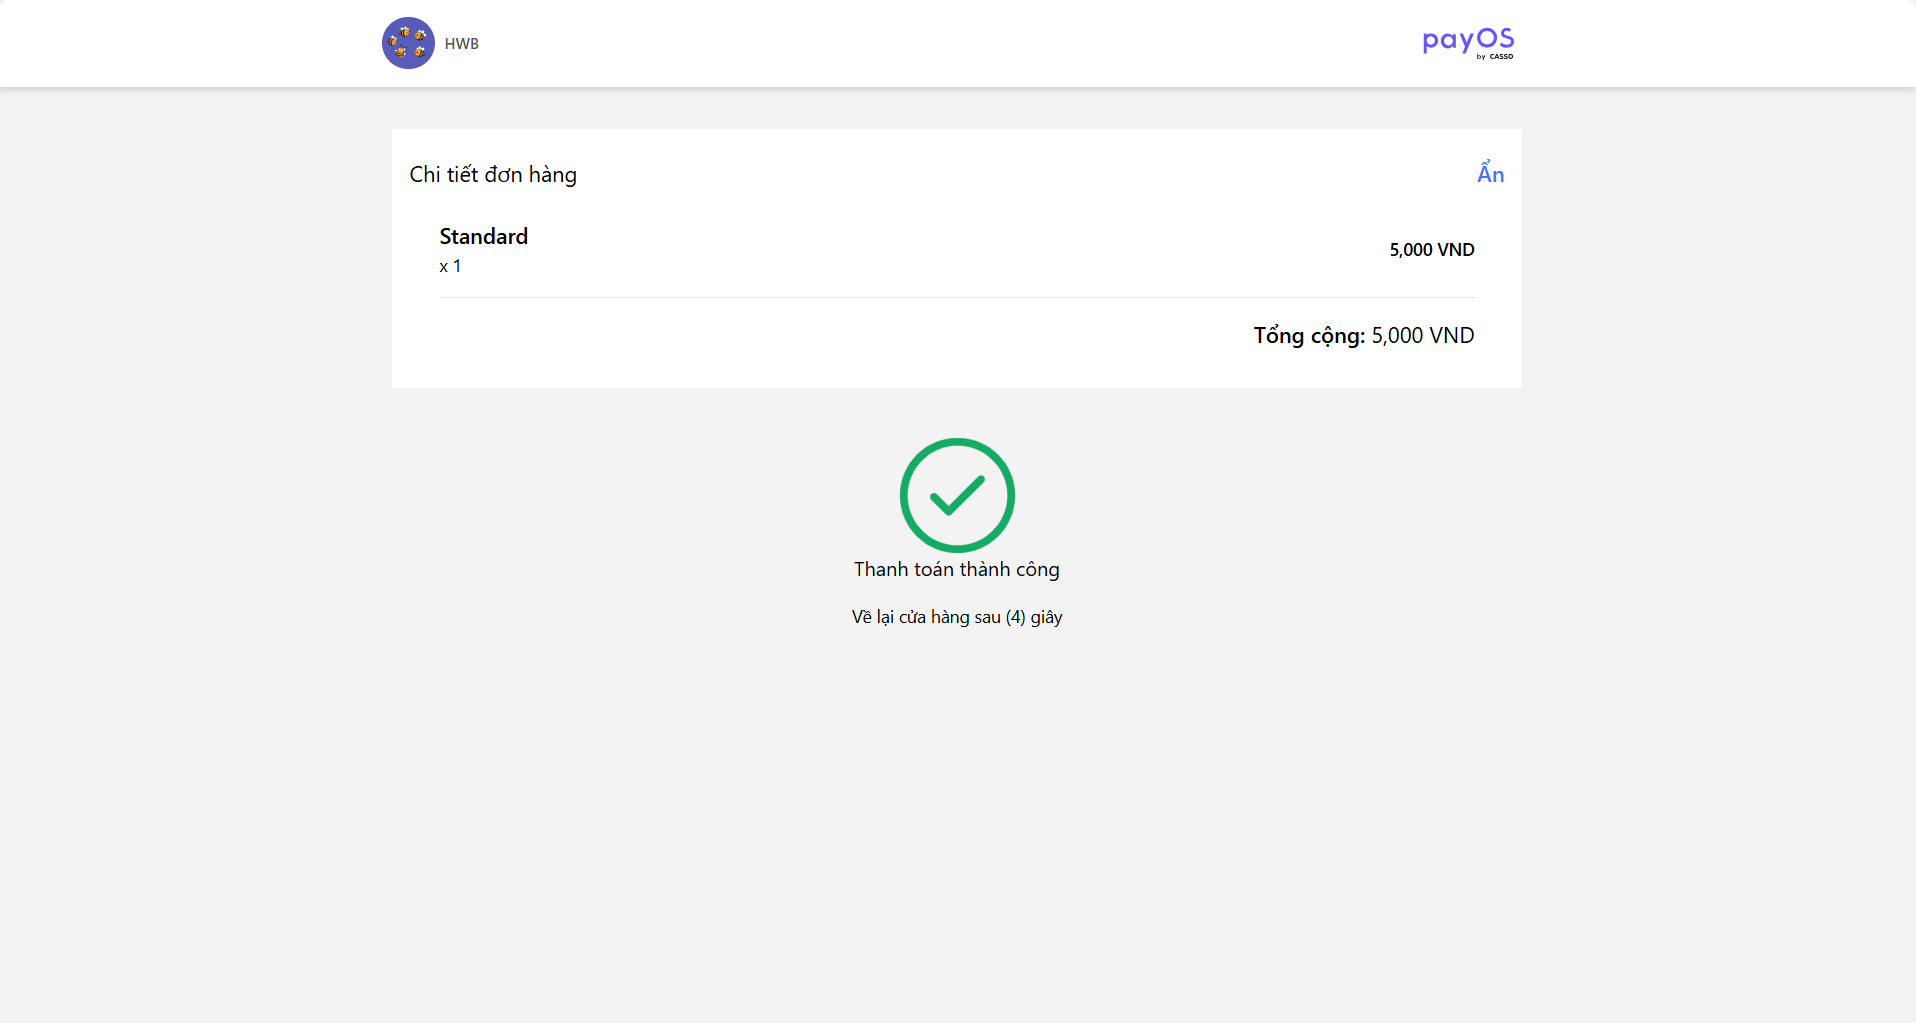 HWB
payOS
by CASSO
Chi tiết đơn hàng
Ẩn
Standard
5,000 VND
x 1
Tổng cộng: 5,000 VND
Thanh toán thành công
Về lại cửa hàng sau (4) giây